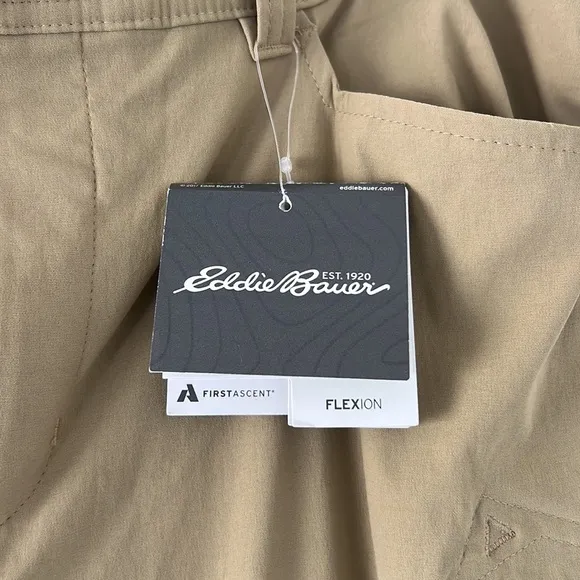 © 2017 Eddie Bauer LLC eddiebauer.com
EST. 1920
Eddie Bauer
FIRSTASCENT®
FLEXION